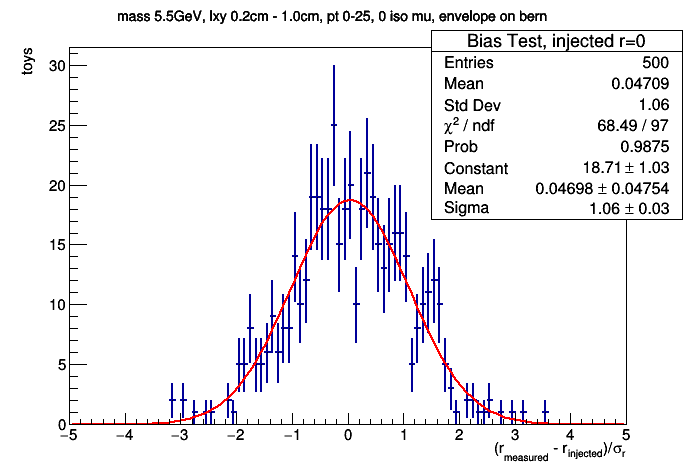 mass 5.5GeV, lxy 0.2cm - 1.0cm, pt 0-25, 0 iso mu, envelope on bern
Bias Test, injected r=0
Entries 500
Mean 0.04709
Std Dev 1.06
χ² / ndf 68.49 / 97
Prob 0.9875
Constant 18.71 ± 1.03
Mean 0.04698 ± 0.04754
Sigma 1.06 ± 0.03
toys
30
25
20
15
10
5
0
−5 −4 −3 −2 −1 0 1 2 3 4 5
(r_measured - r_injected)/σ_r